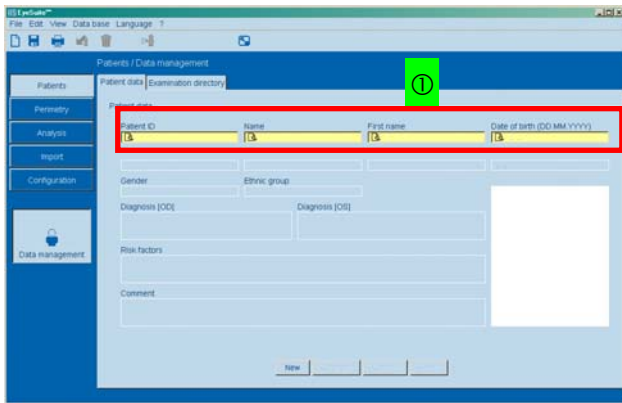 EyeSuite™
File Edit View Data base Language ?
Patients / Data management
Patients
Perimetry
Analysis
Import
Configuration
Data management
Patient data Examination directory
①
Patient data
Patient ID Name First name Date of birth (DD.MM.YYYY)
Gender Ethnic group
Diagnosis [OD] Diagnosis [OS]
Risk factors
Comment
New